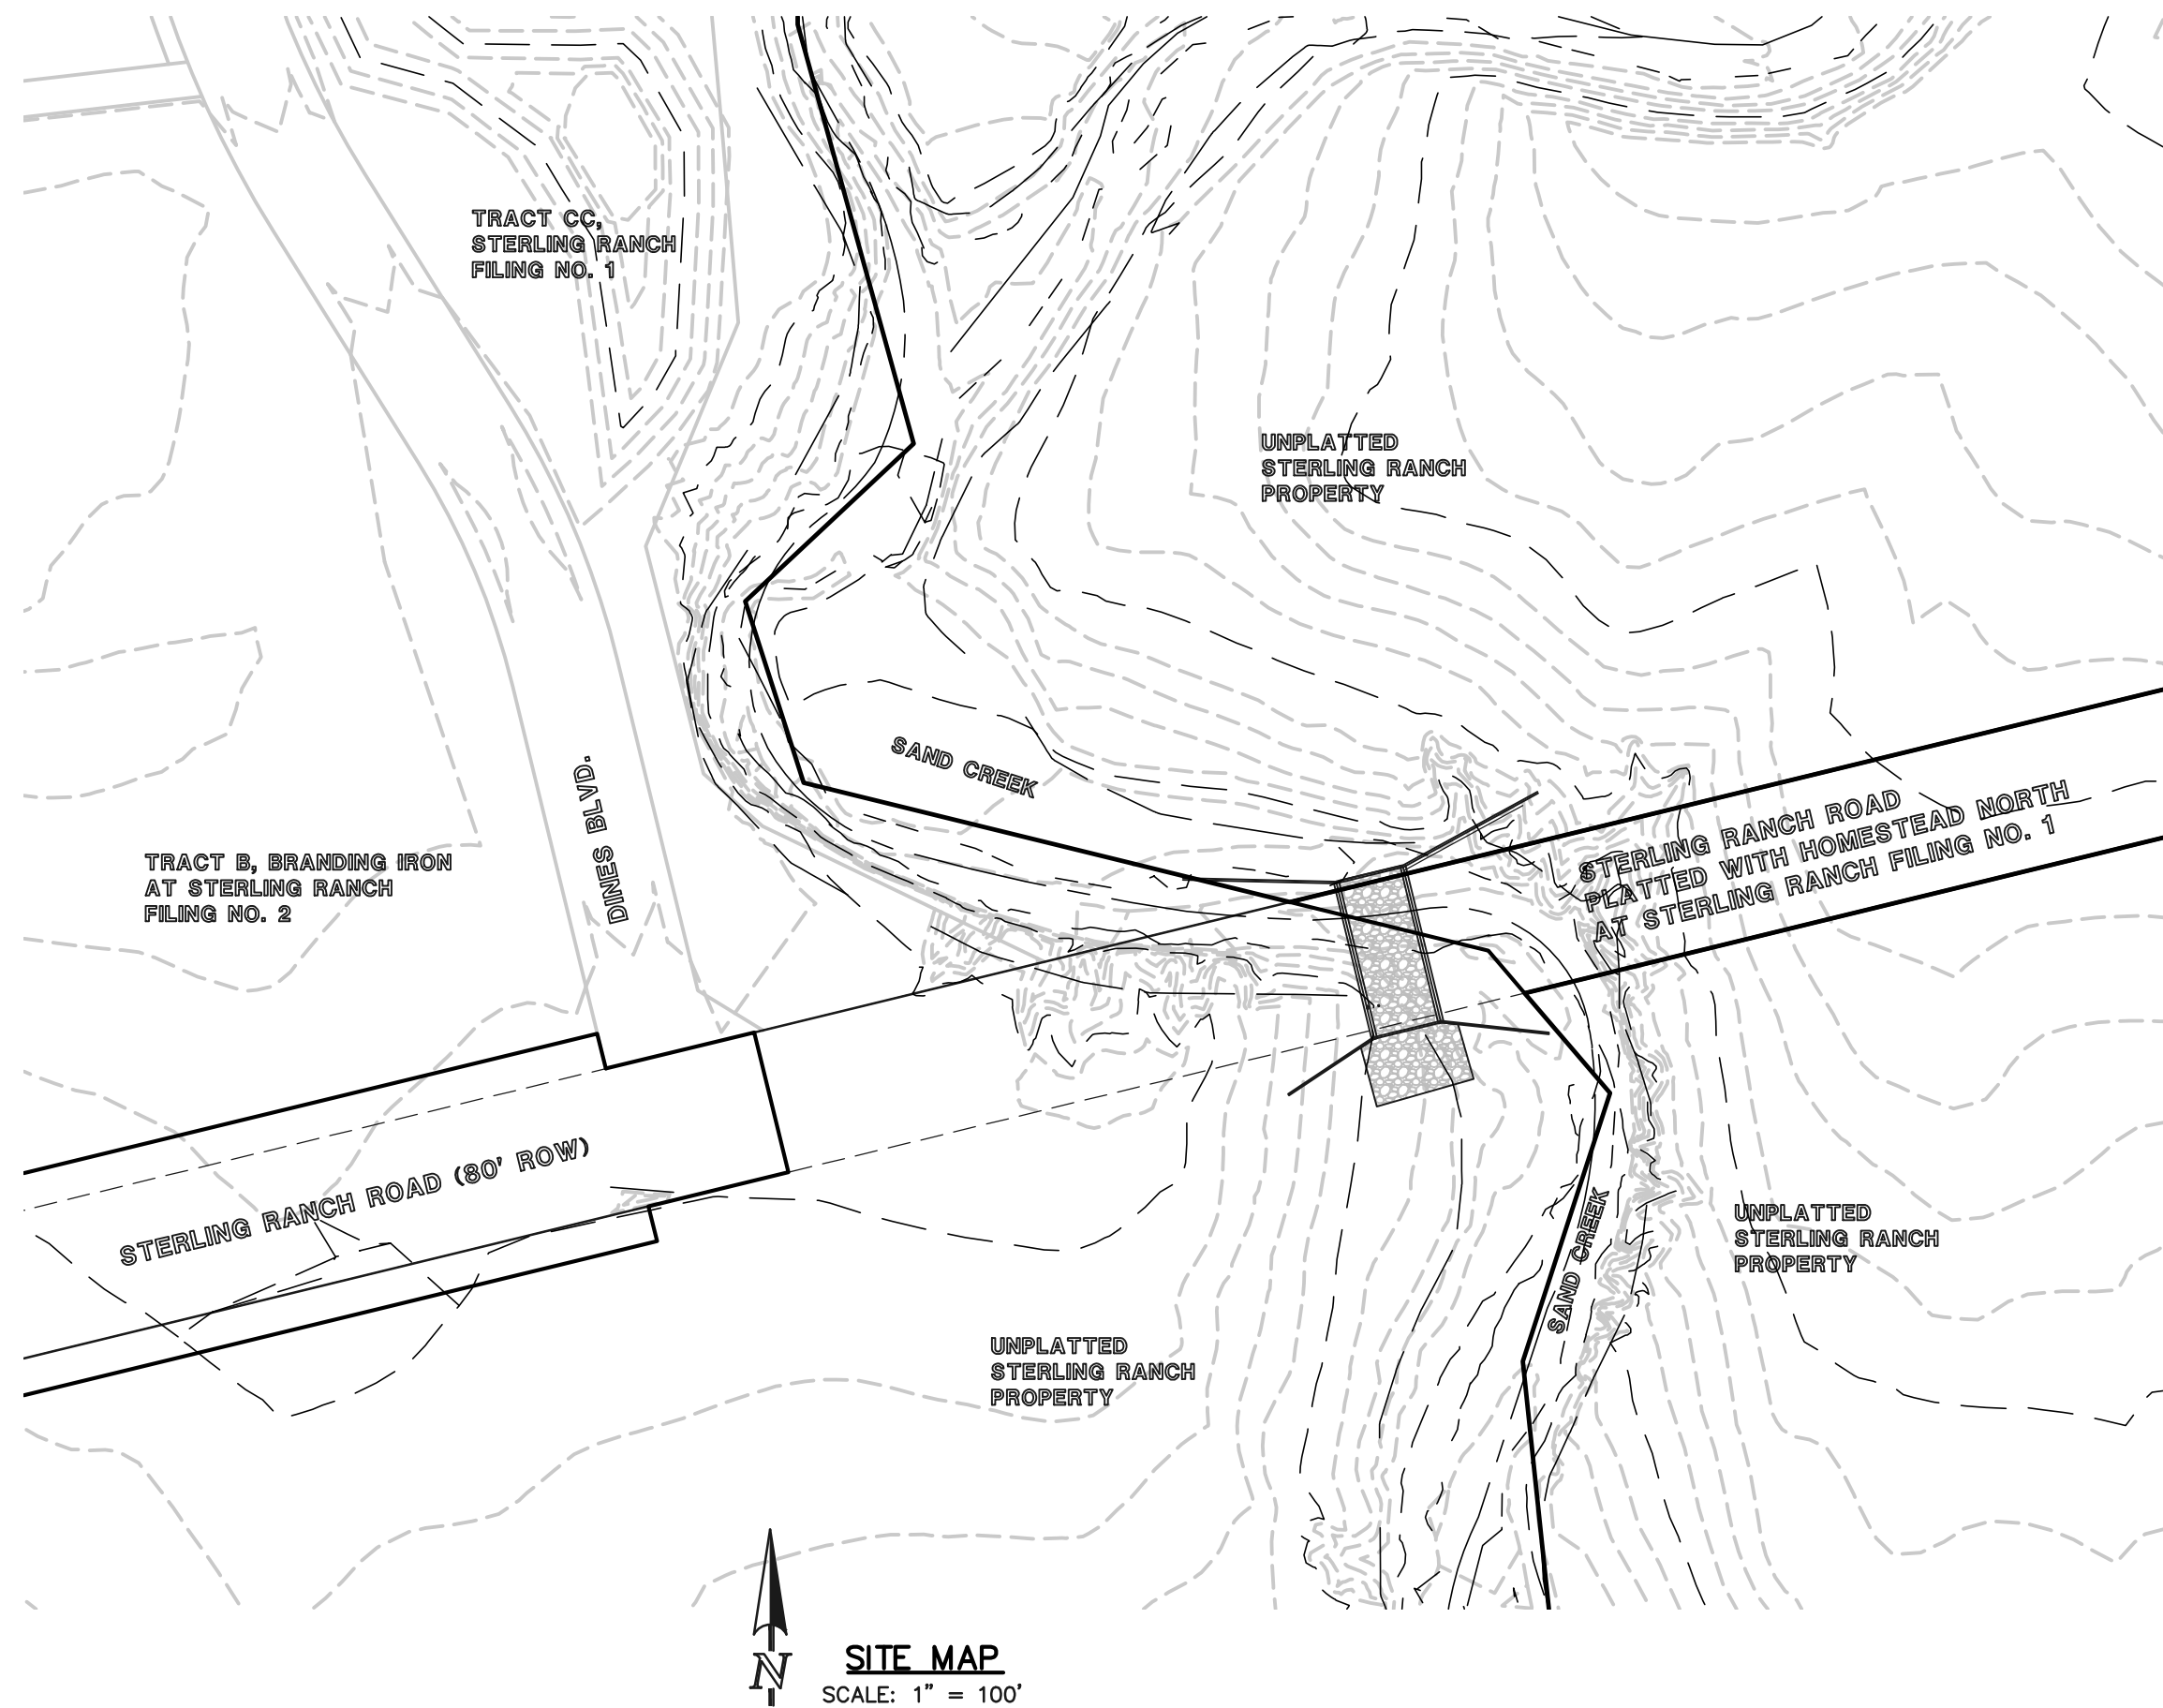 TRACT CC,
STERLING RANCH
FILING NO. 1
UNPLATTED
STERLING RANCH
PROPERTY
SAND CREEK
DINES BLVD.
TRACT B, BRANDING IRON
AT STERLING RANCH
FILING NO. 2
STERLING RANCH ROAD
PLATTED WITH HOMESTEAD NORTH
AT STERLING RANCH FILING NO. 1
STERLING RANCH ROAD (80' ROW)
SAND CREEK
UNPLATTED
STERLING RANCH
PROPERTY
UNPLATTED
STERLING RANCH
PROPERTY
N
SITE MAP
SCALE: 1" = 100'